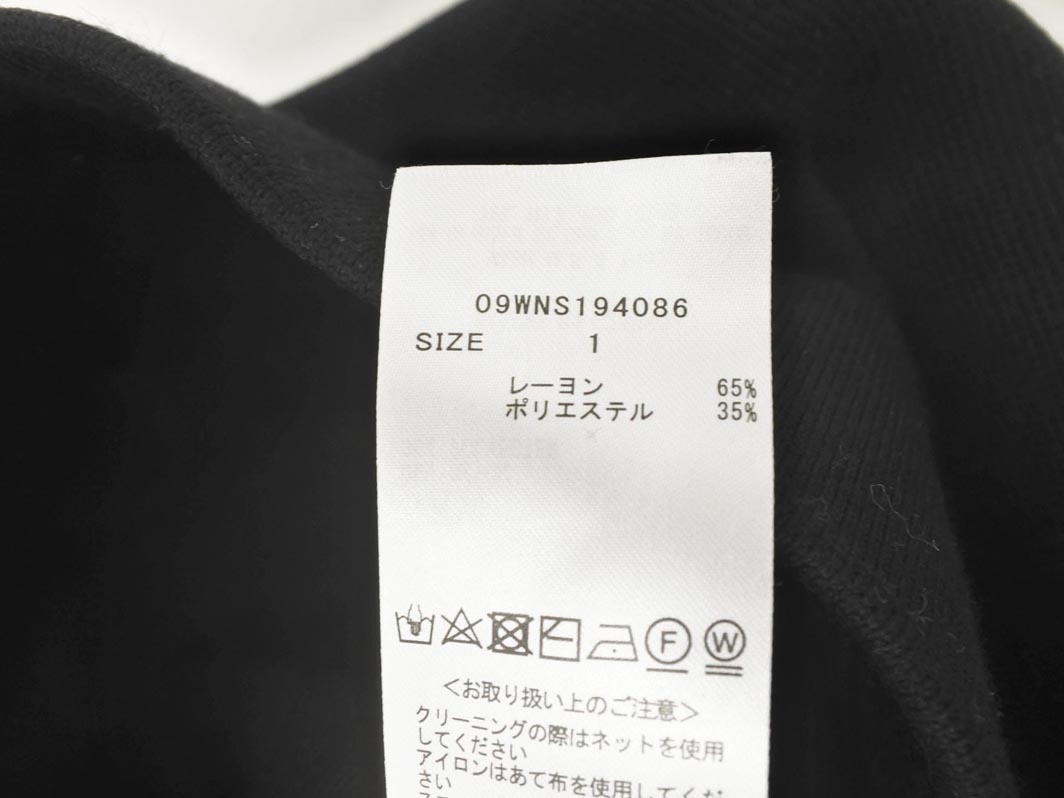 09WNS194086
SIZE 1
レーヨン 65%
ポリエステル 35%
F W
＜お取り扱い上のご注意＞
クリーニングの際はネットを使用
してください
アイロンはあて布を使用してくだ
さい